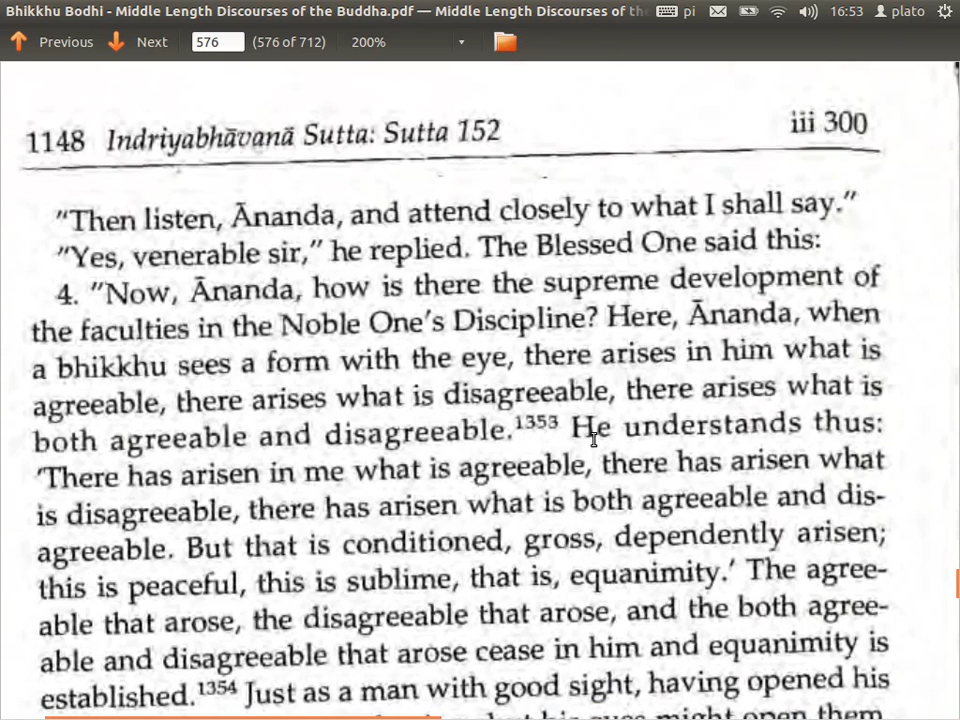 Bhikkhu Bodhi - Middle Length Discourses of the Buddha.pdf — Middle Length Discourses of the pi 16:53 plato
Previous Next 576 (576 of 712) 200%
1148 Indriyabhāvanā Sutta: Sutta 152 iii 300
“Then listen, Ānanda, and attend closely to what I shall say.”
“Yes, venerable sir,” he replied. The Blessed One said this:
4. “Now, Ānanda, how is there the supreme development of
the faculties in the Noble One’s Discipline? Here, Ānanda, when
a bhikkhu sees a form with the eye, there arises in him what is
agreeable, there arises what is disagreeable, there arises what is
both agreeable and disagreeable.1353 He understands thus:
‘There has arisen in me what is agreeable, there has arisen what
is disagreeable, there has arisen what is both agreeable and dis-
agreeable. But that is conditioned, gross, dependently arisen;
this is peaceful, this is sublime, that is, equanimity.’ The agree-
able that arose, the disagreeable that arose, and the both agree-
able and disagreeable that arose cease in him and equanimity is
established.1354 Just as a man with good sight, having opened his
eyes might open them